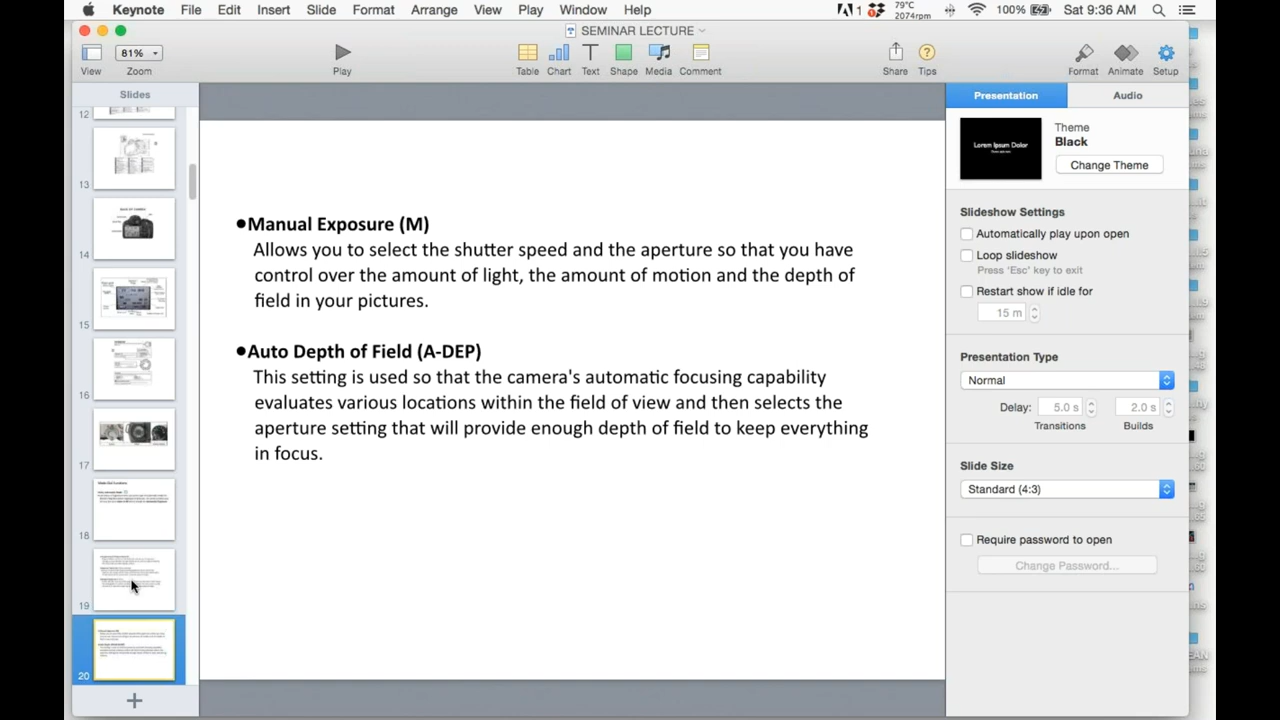 Keynote File Edit Insert Slide Format Arrange View Play Window Help
1 79°C 2074rpm 100% Sat 9:36 AM
SEMINAR LECTURE
81%
View Zoom Play Table Chart Text Shape Media Comment Share Tips Format Animate Setup
Slides
12
13
14
15
16
17
18
19
20
●Manual Exposure (M)
Allows you to select the shutter speed and the aperture so that you have
control over the amount of light, the amount of motion and the depth of
field in your pictures.
●Auto Depth of Field (A-DEP)
This setting is used so that the camera's automatic focusing capability
evaluates various locations within the field of view and then selects the
aperture setting that will provide enough depth of field to keep everything
in focus.
Presentation Audio
Lorem Ipsum Dolor
Theme
Black
Change Theme
Slideshow Settings
Automatically play upon open
Loop slideshow
Press 'Esc' key to exit
Restart show if idle for
15 m
Presentation Type
Normal
Delay: 5.0 s 2.0 s
Transitions Builds
Slide Size
Standard (4:3)
Require password to open
Change Password...